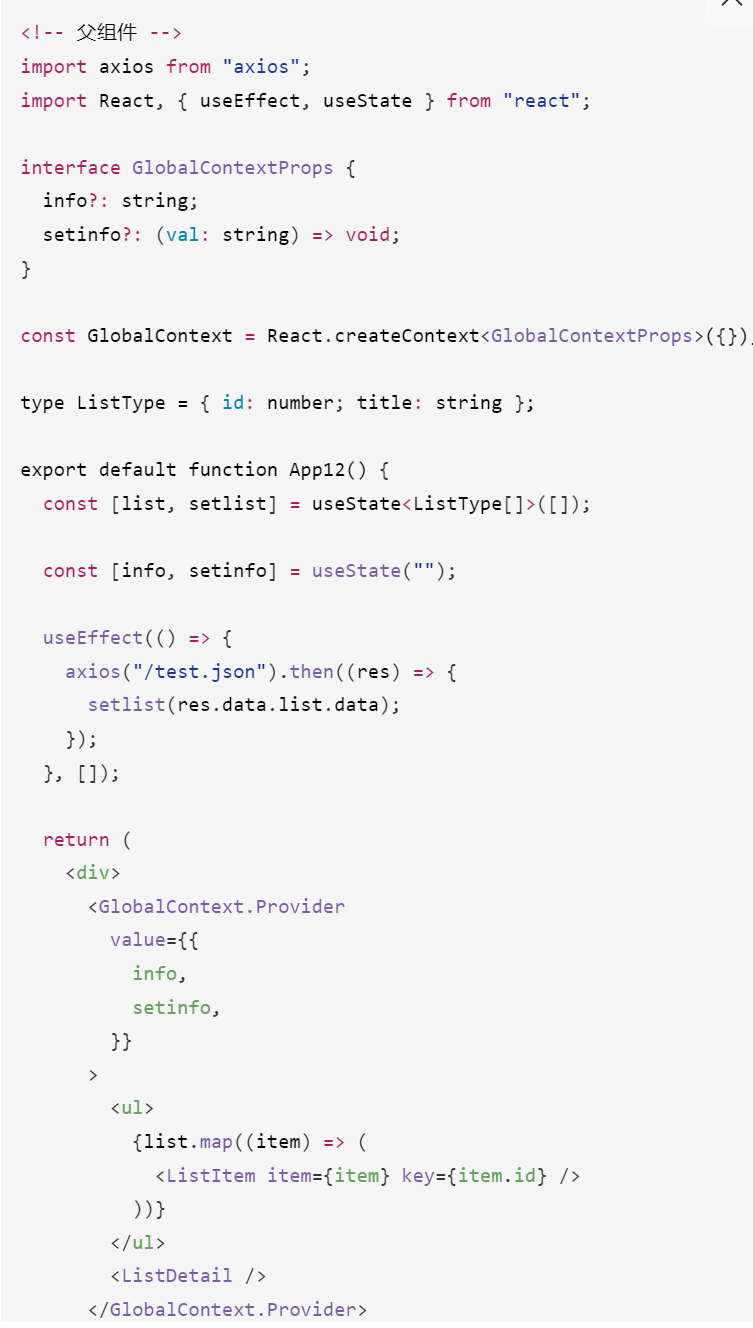 <!-- 父组件 -->
import axios from "axios";
import React, { useEffect, useState } from "react";

interface GlobalContextProps {
  info?: string;
  setinfo?: (val: string) => void;
}

const GlobalContext = React.createContext<GlobalContextProps>({});

type ListType = { id: number; title: string };

export default function App12() {
  const [list, setlist] = useState<ListType[]>([]);

  const [info, setinfo] = useState("");

  useEffect(() => {
    axios("/test.json").then((res) => {
      setlist(res.data.list.data);
    });
  }, []);

  return (
    <div>
      <GlobalContext.Provider
        value={{
          info,
          setinfo,
        }}
      >
        <ul>
          {list.map((item) => (
            <ListItem item={item} key={item.id} />
          ))}
        </ul>
        <ListDetail />
      </GlobalContext.Provider>